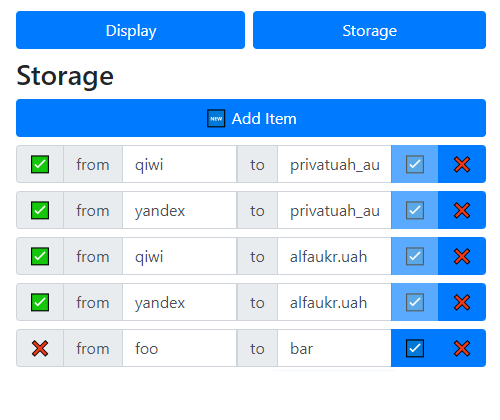 Display Storage
Storage
NEW Add Item
from qiwi to privatuah_au
from yandex to privatuah_au
from qiwi to alfaukr.uah
from yandex to alfaukr.uah
from foo to bar